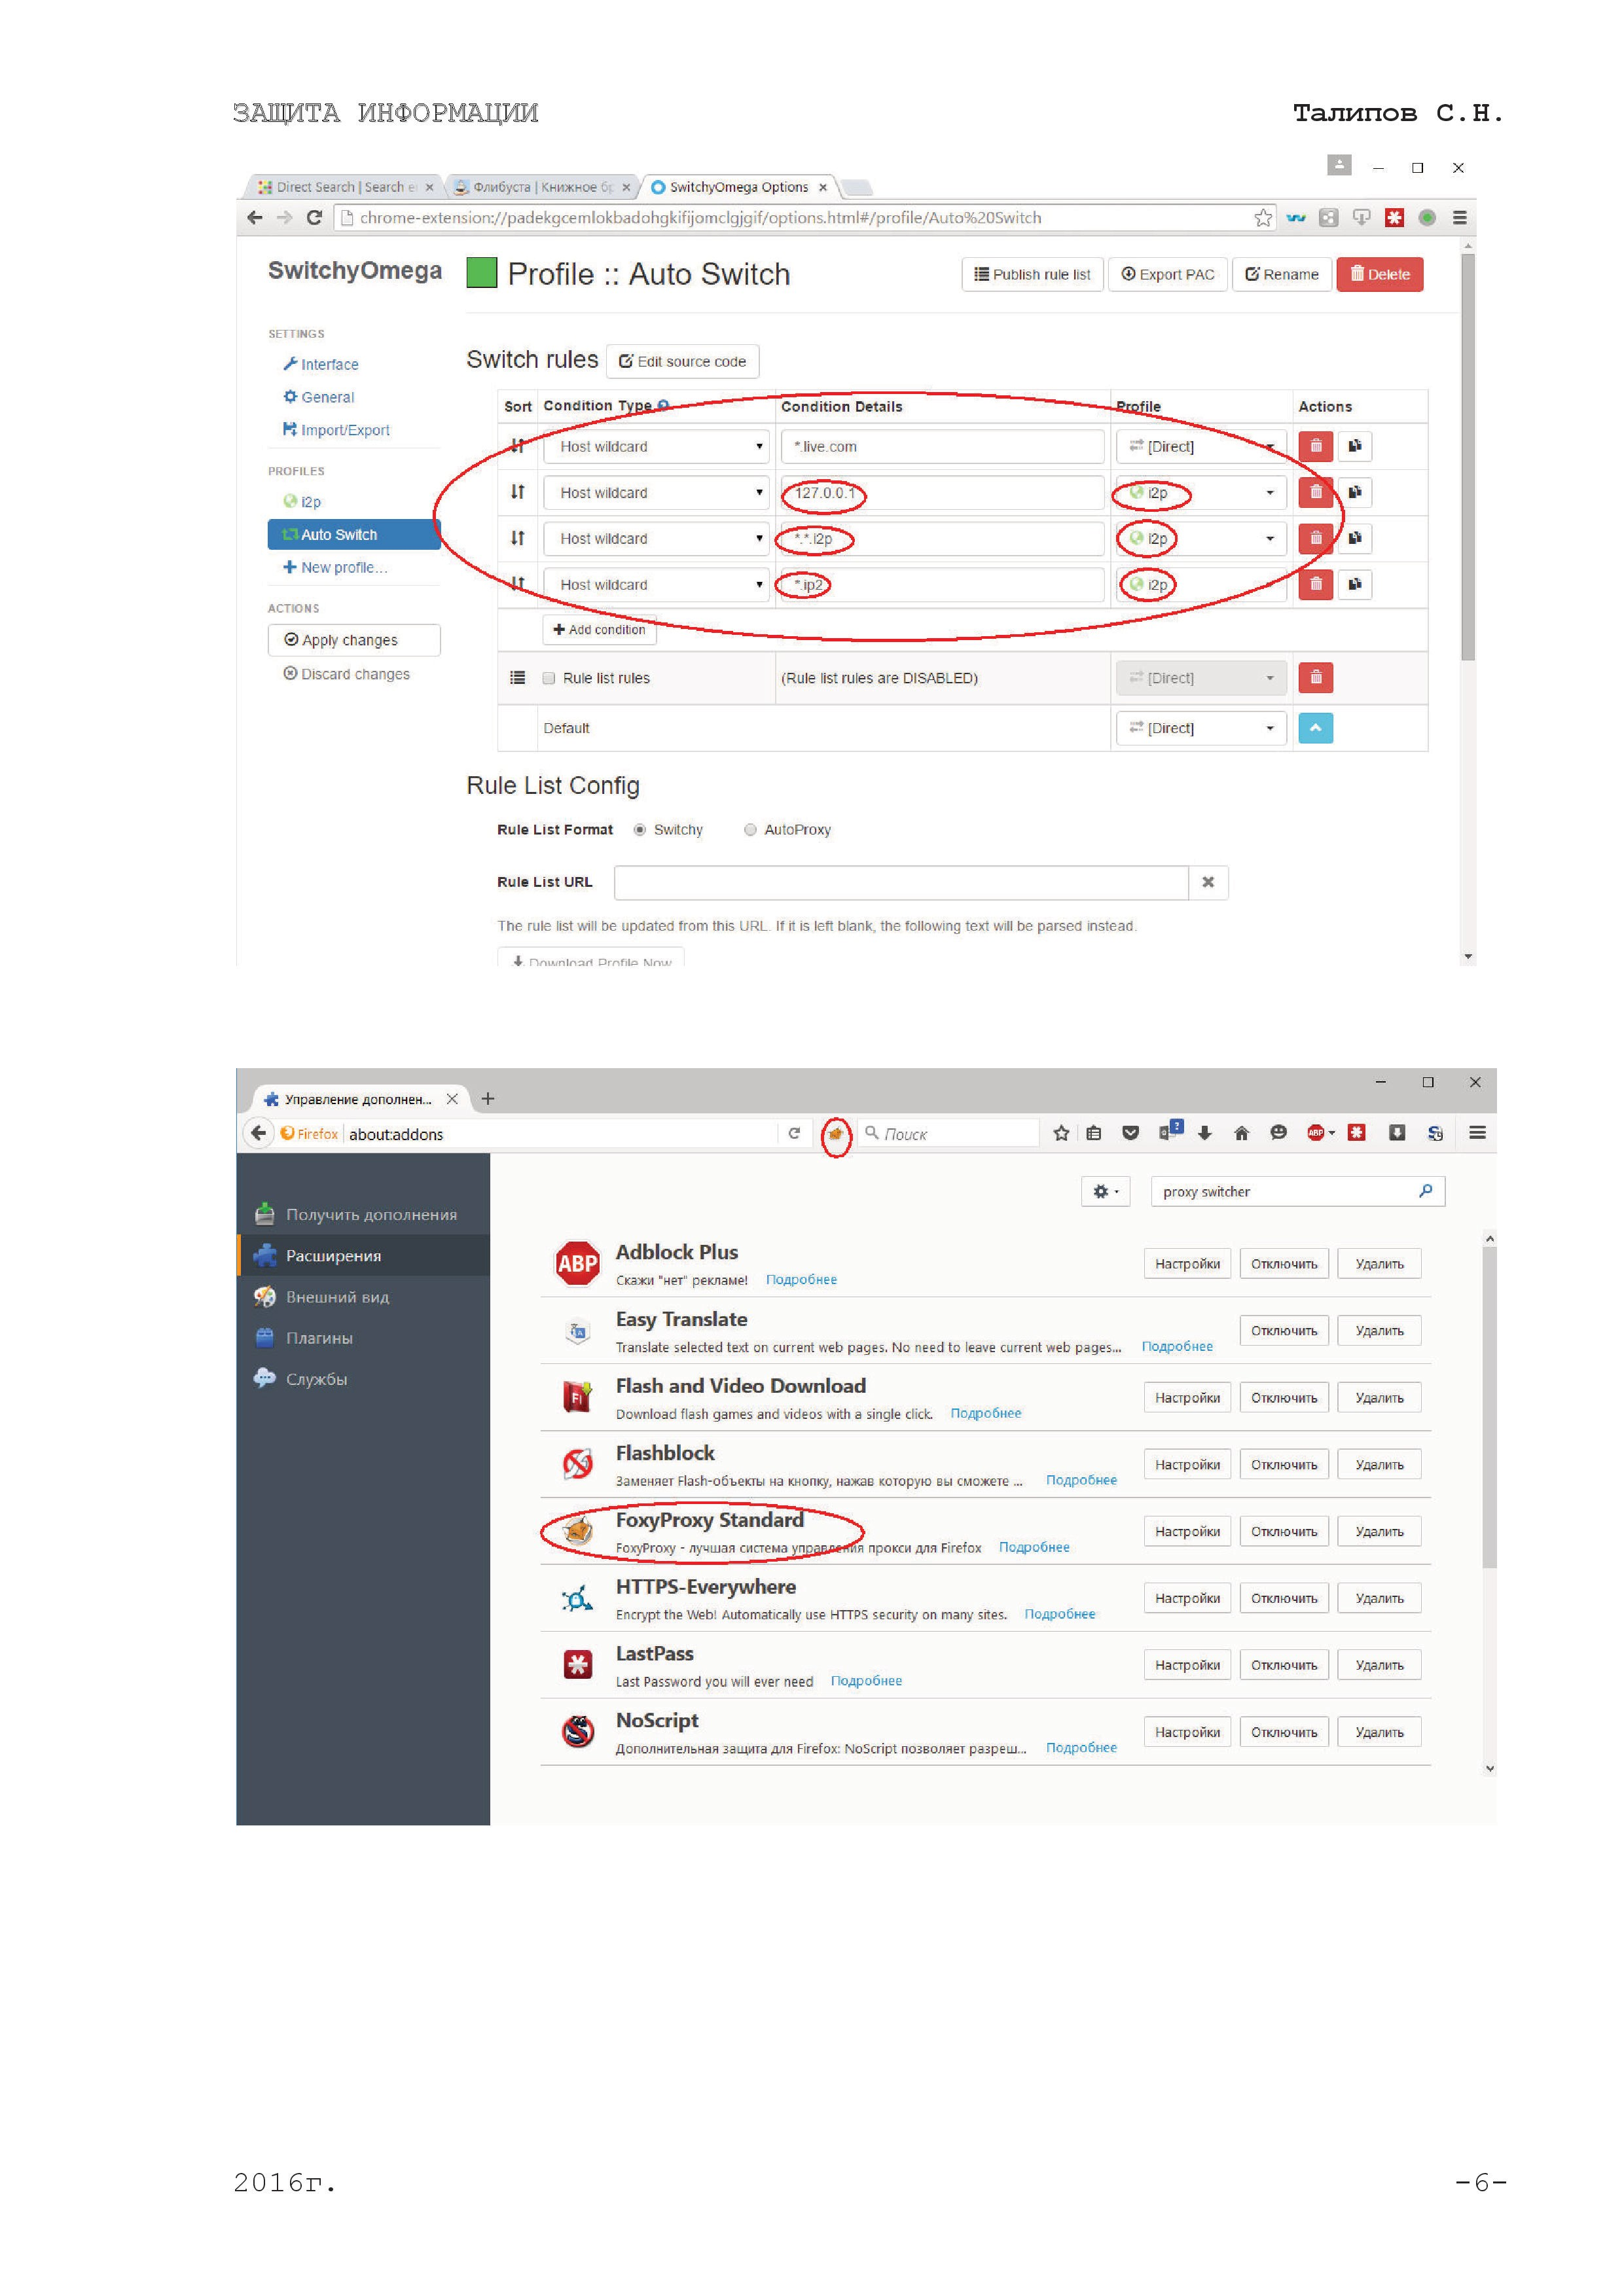 ЗАЩИТА ИНФОРМАЦИИ Талипов С.Н.
Direct Search | Search e Флибуста | Книжное бр SwitchyOmega Options
chrome-extension://padekgcemlokbadohgkifijomclgjgif/options.html#/profile/Auto%20Switch
SwitchyOmega Profile :: Auto Switch Publish rule list Export PAC Rename Delete
SETTINGS
Interface
General
Import/Export
PROFILES
i2p
Auto Switch
New profile...
ACTIONS
Apply changes
Discard changes
Switch rules Edit source code
Sort Condition Type Condition Details Profile Actions
Host wildcard *.live.com [Direct]
Host wildcard 127.0.0.1 i2p
Host wildcard *.*.i2p i2p
Host wildcard *.ip2 i2p
Add condition
Rule list rules (Rule list rules are DISABLED) [Direct]
Default [Direct]
Rule List Config
Rule List Format Switchy AutoProxy
Rule List URL
The rule list will be updated from this URL. If it is left blank, the following text will be parsed instead.
Download Profile Now
Управление дополнен...
Firefox about:addons Поиск
proxy switcher
Получить дополнения
Расширения
Внешний вид
Плагины
Службы
ABP Adblock Plus
Скажи "нет" рекламе! Подробнее Настройки Отключить Удалить
Easy Translate
Translate selected text on current web pages. No need to leave current web pages... Подробнее Отключить Удалить
Flash and Video Download
Download flash games and videos with a single click. Подробнее Настройки Отключить Удалить
Flashblock
Заменяет Flash-объекты на кнопку, нажав которую вы сможете ... Подробнее Настройки Отключить Удалить
FoxyProxy Standard
FoxyProxy - лучшая система управления прокси для Firefox Подробнее Настройки Отключить Удалить
HTTPS-Everywhere
Encrypt the Web! Automatically use HTTPS security on many sites. Подробнее Настройки Отключить Удалить
LastPass
Last Password you will ever need Подробнее Настройки Отключить Удалить
NoScript
Дополнительная защита для Firefox: NoScript позволяет разреш... Подробнее Настройки Отключить Удалить
2016г. -6-